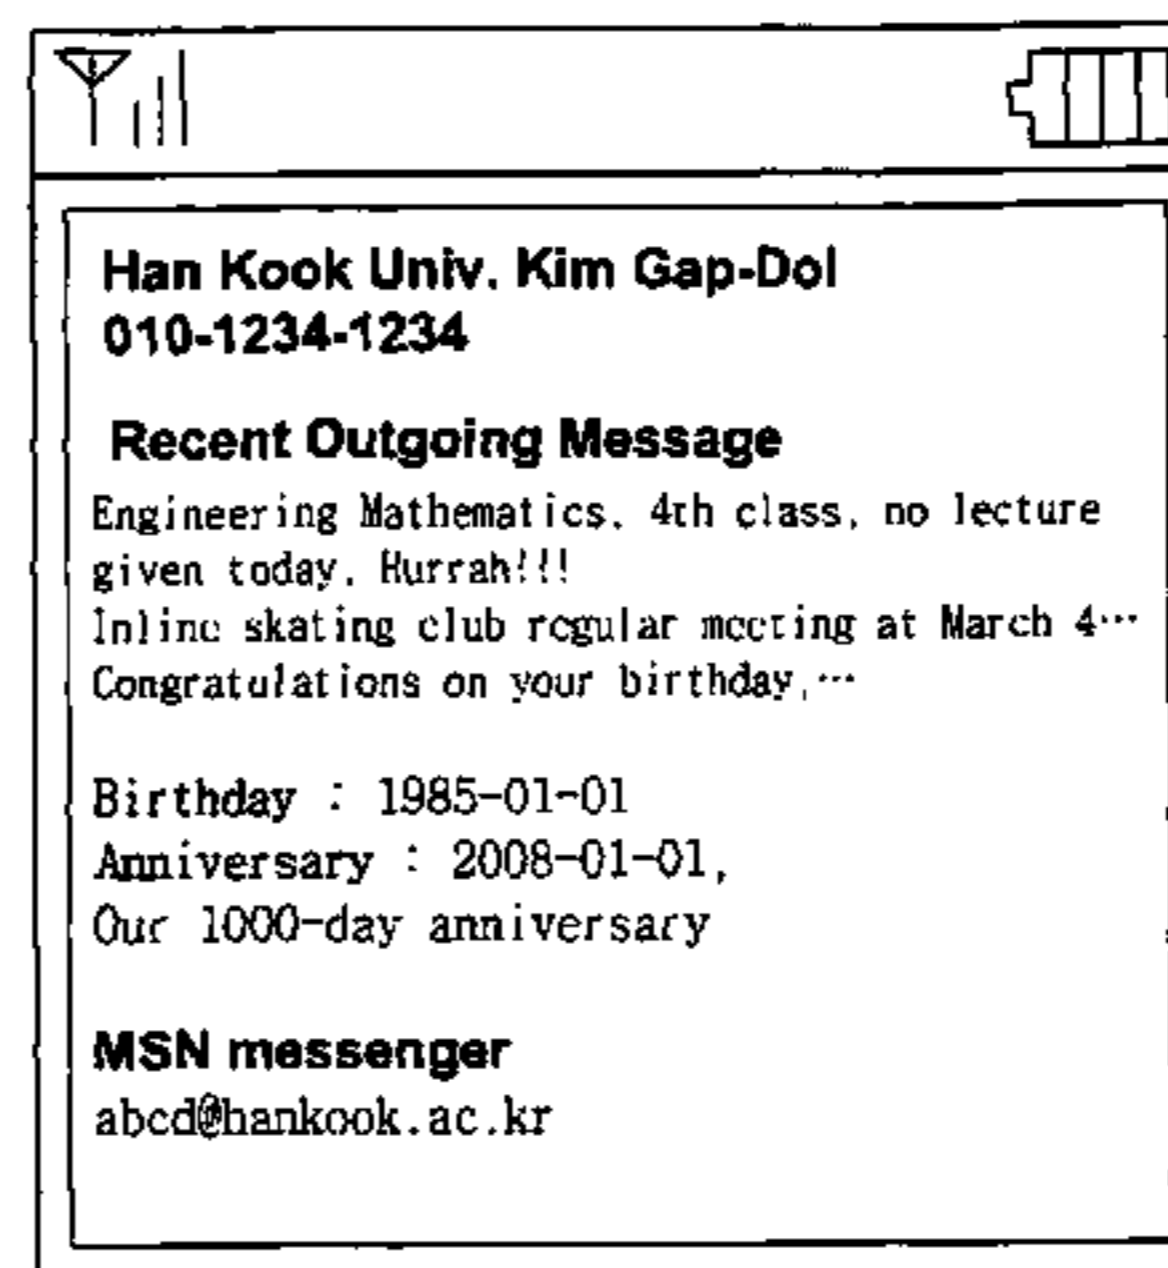 Han Kook Univ. Kim Gap-Dol
010-1234-1234
Recent Outgoing Message
Engineering Mathematics, 4th class, no lecture
given today. Hurrah!!!
Inline skating club regular meeting at March 4…
Congratulations on your birthday,…
Birthday : 1985-01-01
Anniversary : 2008-01-01,
Our 1000-day anniversary
MSN messenger
abcd@hankook.ac.kr